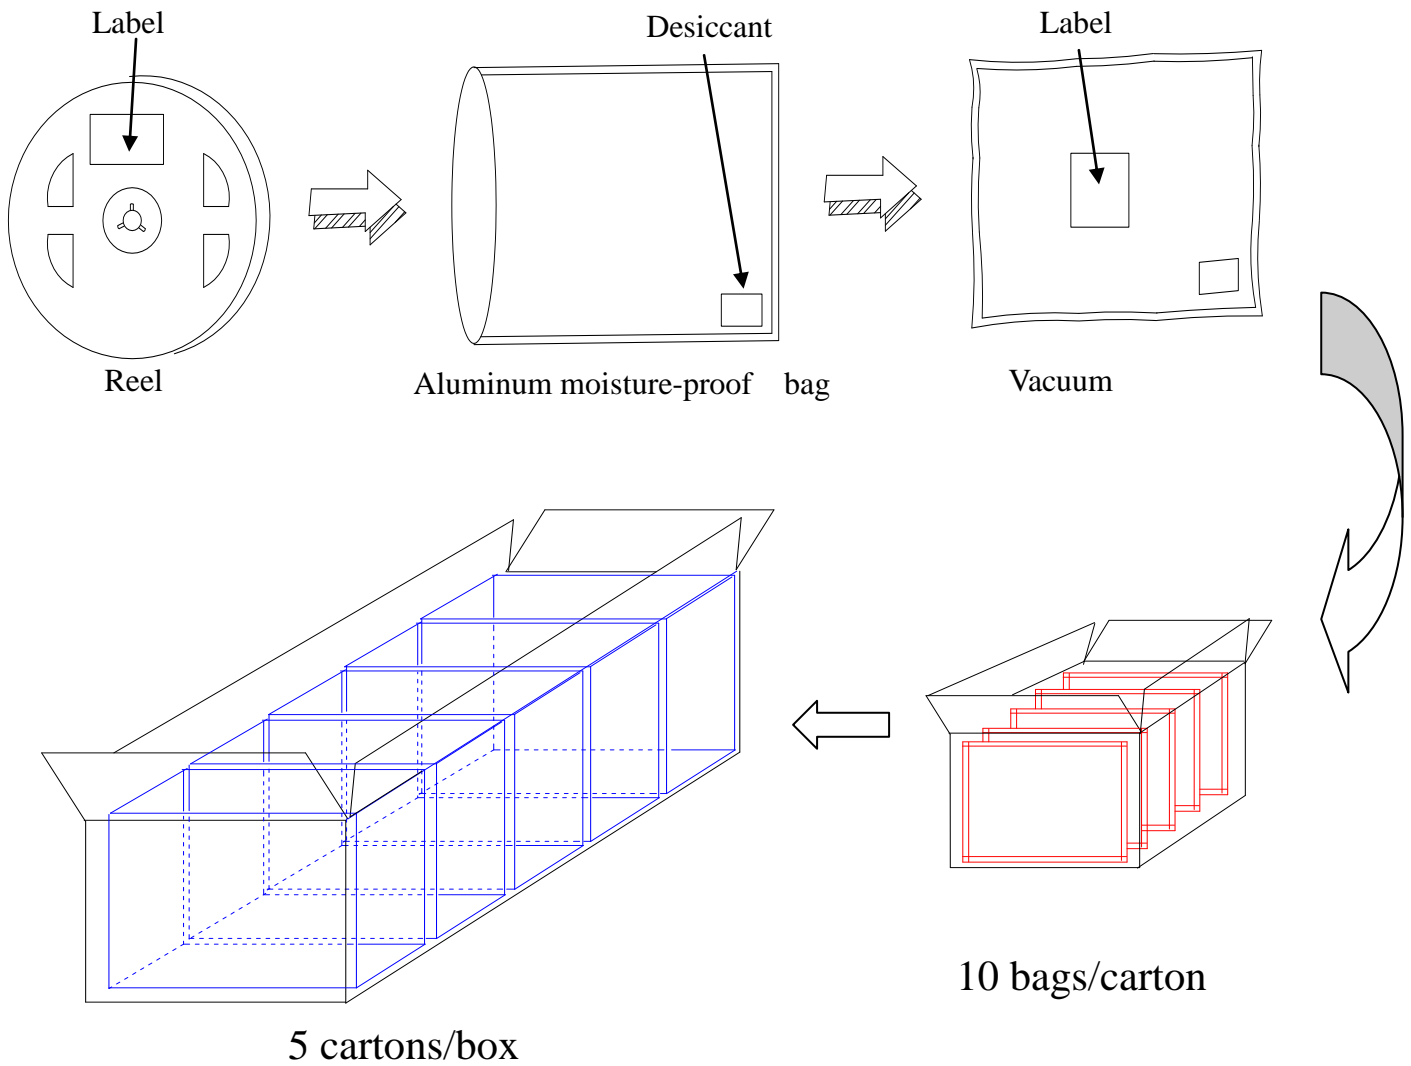 Label
Desiccant
Label
Reel
Aluminum moisture-proof bag
Vacuum
10 bags/carton
5 cartons/box